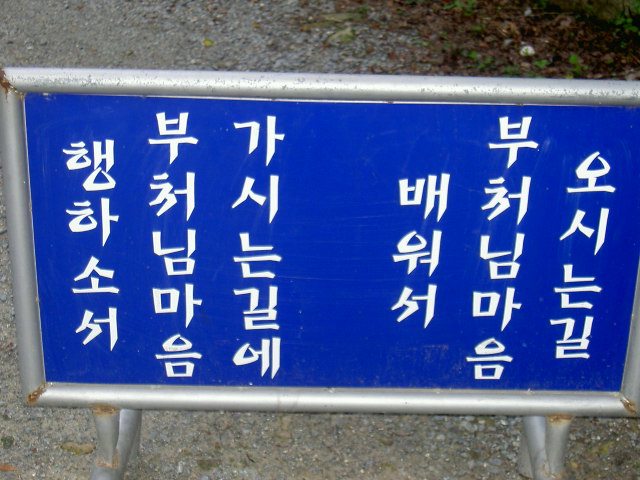 오시는길
부처님마음
배워서
가시는길에
부처님마음
행하소서